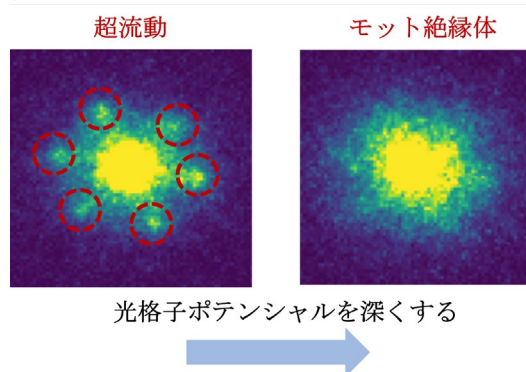 超流動
モット絶縁体
光格子ポテンシャルを深くする